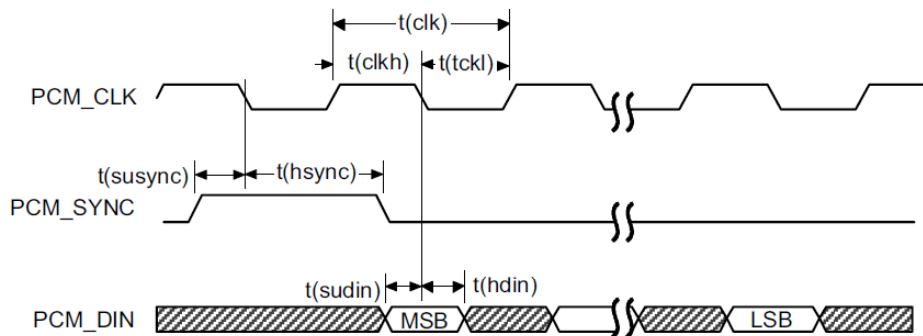 t(clk)
t(clkh)
t(tckl)
PCM_CLK
t(susync)
t(hsync)
PCM_SYNC
t(sudin)
t(hdin)
PCM_DIN
MSB
LSB